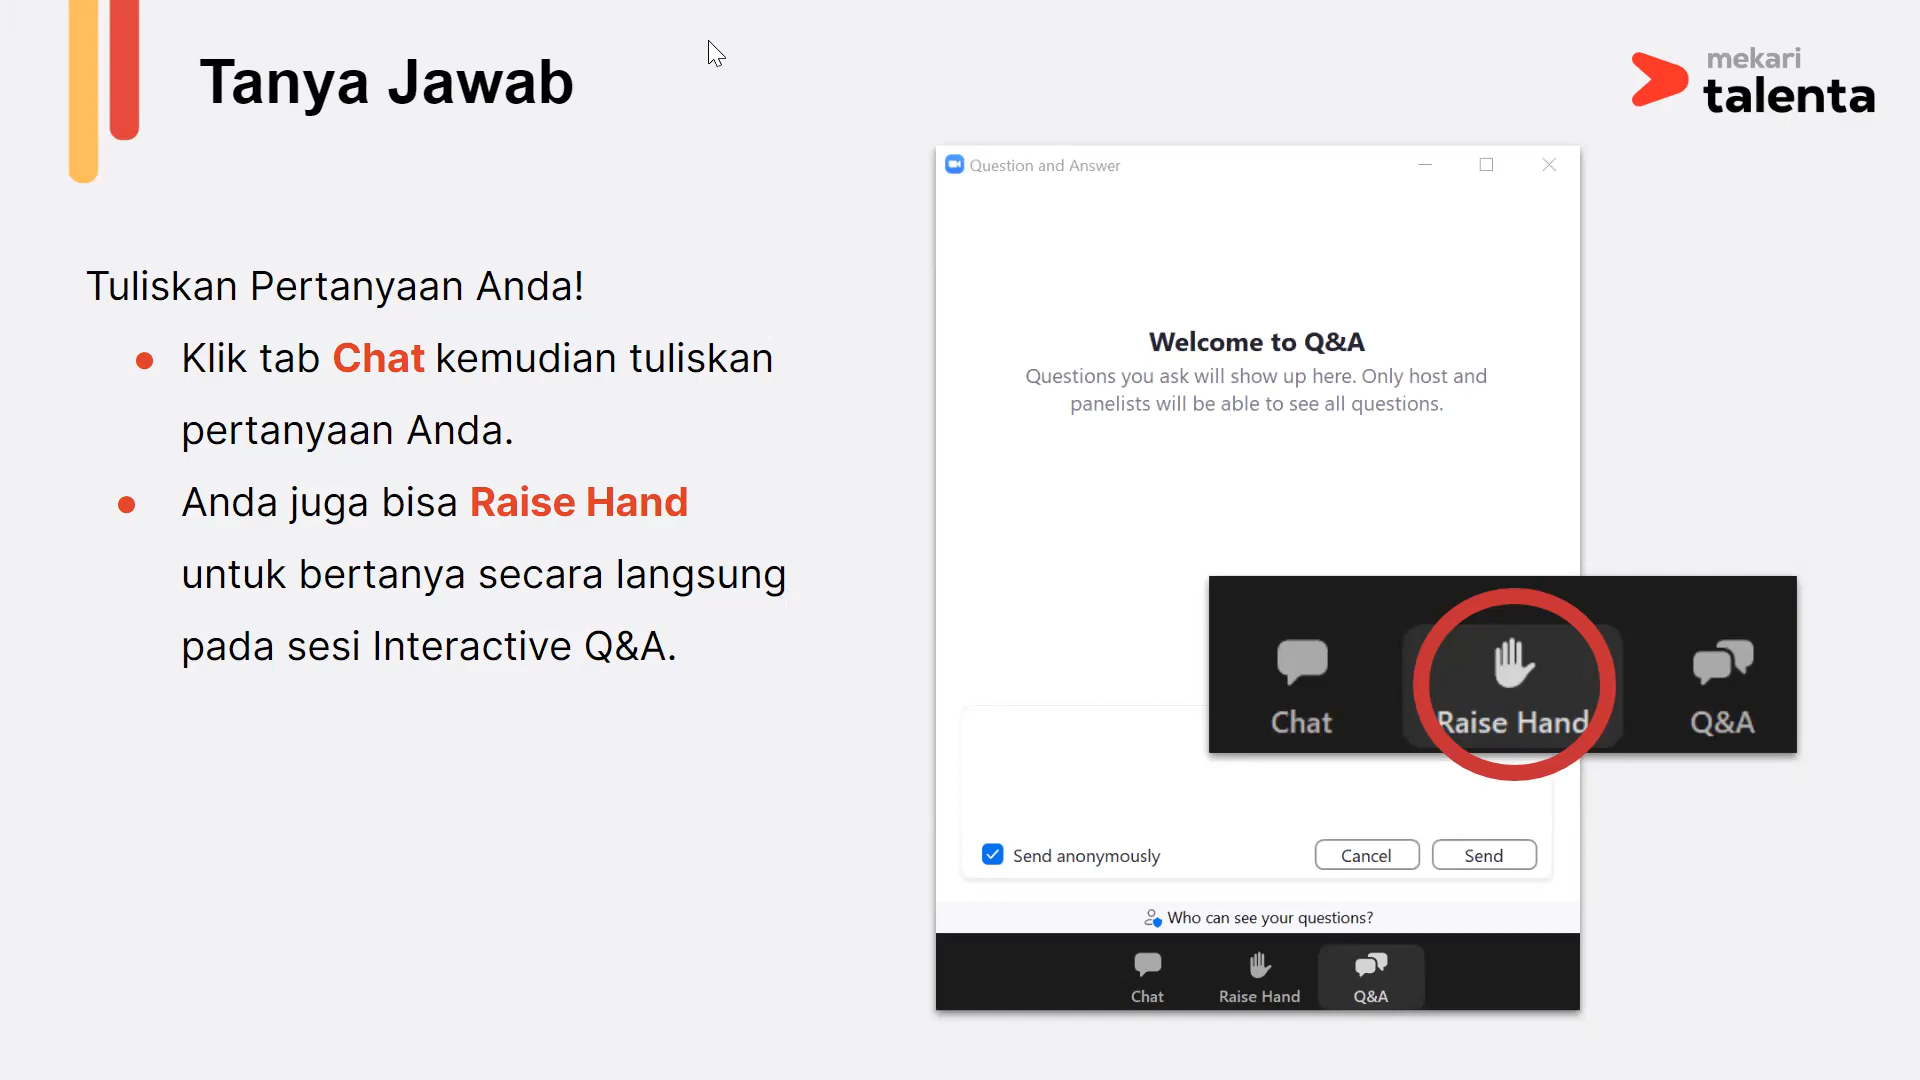 Tanya Jawab
mekari
talenta
Tuliskan Pertanyaan Anda!
Klik tab Chat kemudian tuliskan
pertanyaan Anda.
Anda juga bisa Raise Hand
untuk bertanya secara langsung
pada sesi Interactive Q&A.
Question and Answer
Welcome to Q&A
Questions you ask will show up here. Only host and
panelists will be able to see all questions.
Chat
Raise Hand
Q&A
Send anonymously
Cancel
Send
Who can see your questions?
Chat
Raise Hand
Q&A